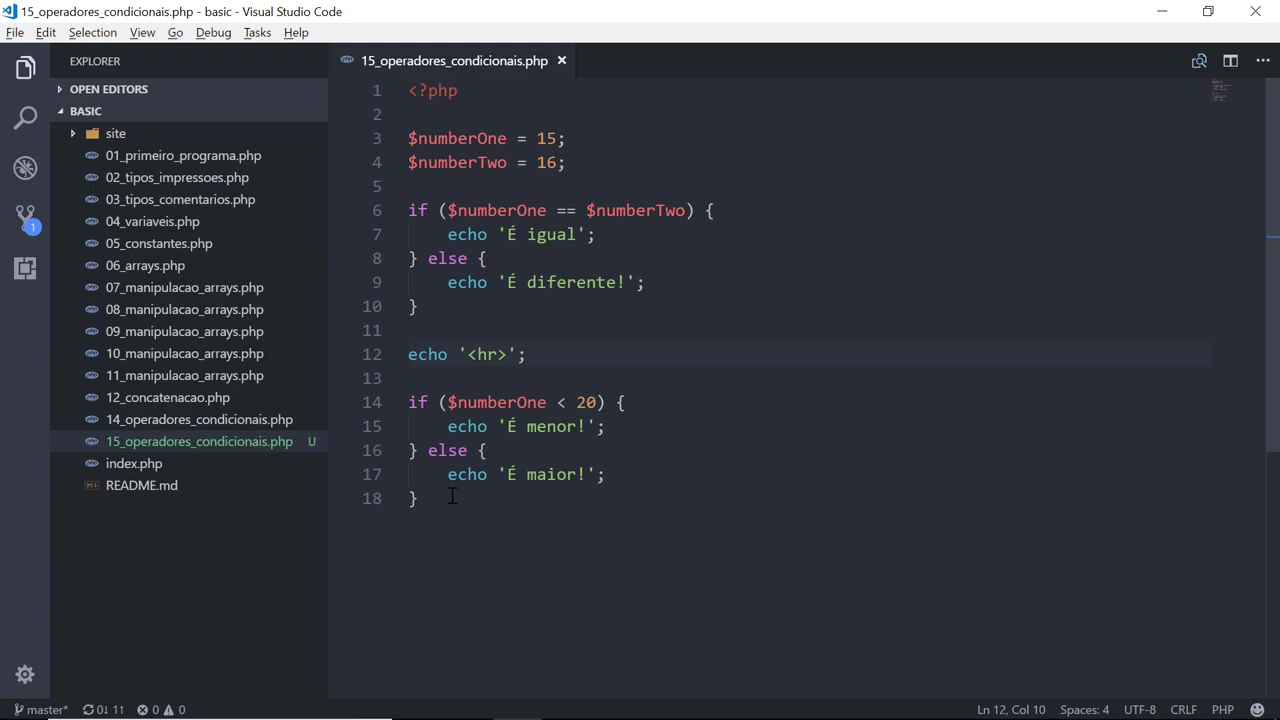 15_operadores_condicionais.php - basic - Visual Studio Code
File Edit Selection View Go Debug Tasks Help
EXPLORER
OPEN EDITORS
BASIC
site
01_primeiro_programa.php
02_tipos_impressoes.php
03_tipos_comentarios.php
04_variaveis.php
05_constantes.php
06_arrays.php
07_manipulacao_arrays.php
08_manipulacao_arrays.php
09_manipulacao_arrays.php
10_manipulacao_arrays.php
11_manipulacao_arrays.php
12_concatenacao.php
14_operadores_condicionais.php
15_operadores_condicionais.php U
index.php
README.md
1
15_operadores_condicionais.php
1 <?php
2
3 $numberOne = 15;
4 $numberTwo = 16;
5
6 if ($numberOne == $numberTwo) {
7     echo 'É igual';
8 } else {
9     echo 'É diferente!';
10 }
11
12 echo '<hr>';
13
14 if ($numberOne < 20) {
15     echo 'É menor!';
16 } else {
17     echo 'É maior!';
18 }
master* 0↓ 1↑ 0 0 Ln 12, Col 10 Spaces: 4 UTF-8 CRLF PHP